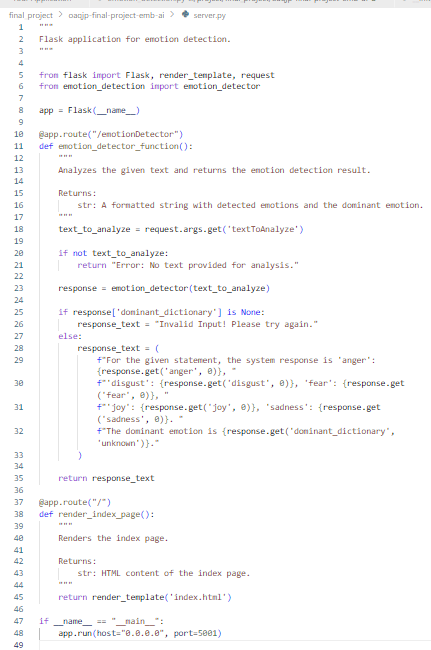 final_project > oaqjp-final-project-emb-ai > server.py
1 """
2 Flask application for emotion detection.
3 """
4
5 from flask import Flask, render_template, request
6 from emotion_detection import emotion_detector
7
8 app = Flask(__name__)
9
10 @app.route("/emotionDetector")
11 def emotion_detector_function():
12 """
13 Analyzes the given text and returns the emotion detection result.
14
15 Returns:
16 str: A formatted string with detected emotions and the dominant emotion.
17 """
18 text_to_analyze = request.args.get('textToAnalyze')
19
20 if not text_to_analyze:
21 return "Error: No text provided for analysis."
22
23 response = emotion_detector(text_to_analyze)
24
25 if response['dominant_dictionary'] is None:
26 response_text = "Invalid Input! Please try again."
27 else:
28 response_text = (
29 f"For the given statement, the system response is 'anger':
{response.get('anger', 0)}, "
30 f"'disgust': {response.get('disgust', 0)}, 'fear': {response.get
('fear', 0)}, "
31 f"'joy': {response.get('joy', 0)}, 'sadness': {response.get
('sadness', 0)}. "
32 f"The dominant emotion is {response.get('dominant_dictionary',
'unknown')}."
33 )
34
35 return response_text
36
37 @app.route("/")
38 def render_index_page():
39 """
40 Renders the index page.
41
42 Returns:
43 str: HTML content of the index page.
44 """
45 return render_template('index.html')
46
47 if __name__ == "__main__":
48 app.run(host="0.0.0.0", port=5001)
49